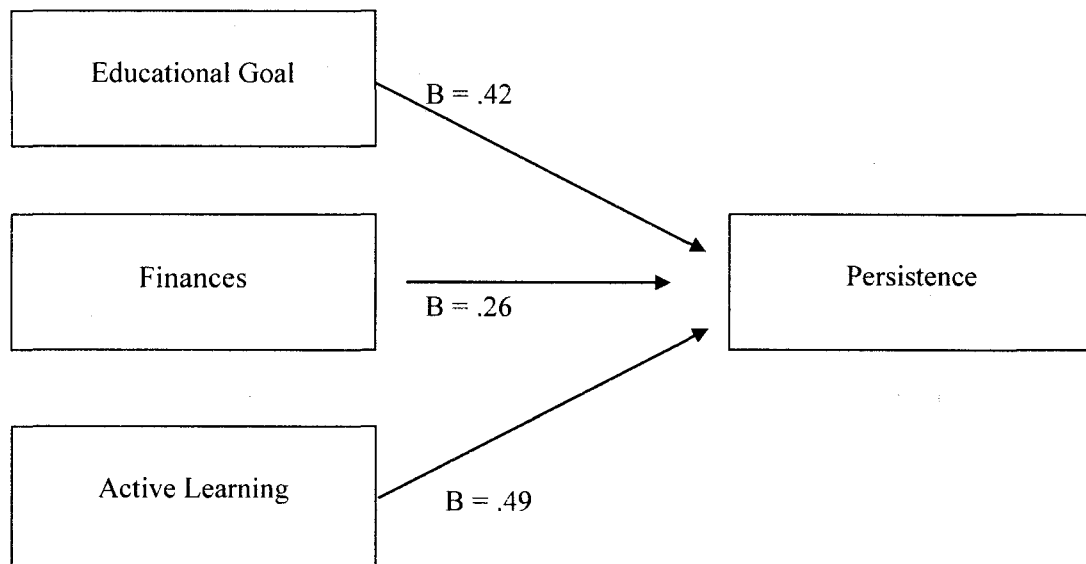 Educational Goal
B = .42
Finances
B = .26
Persistence
Active Learning
B = .49